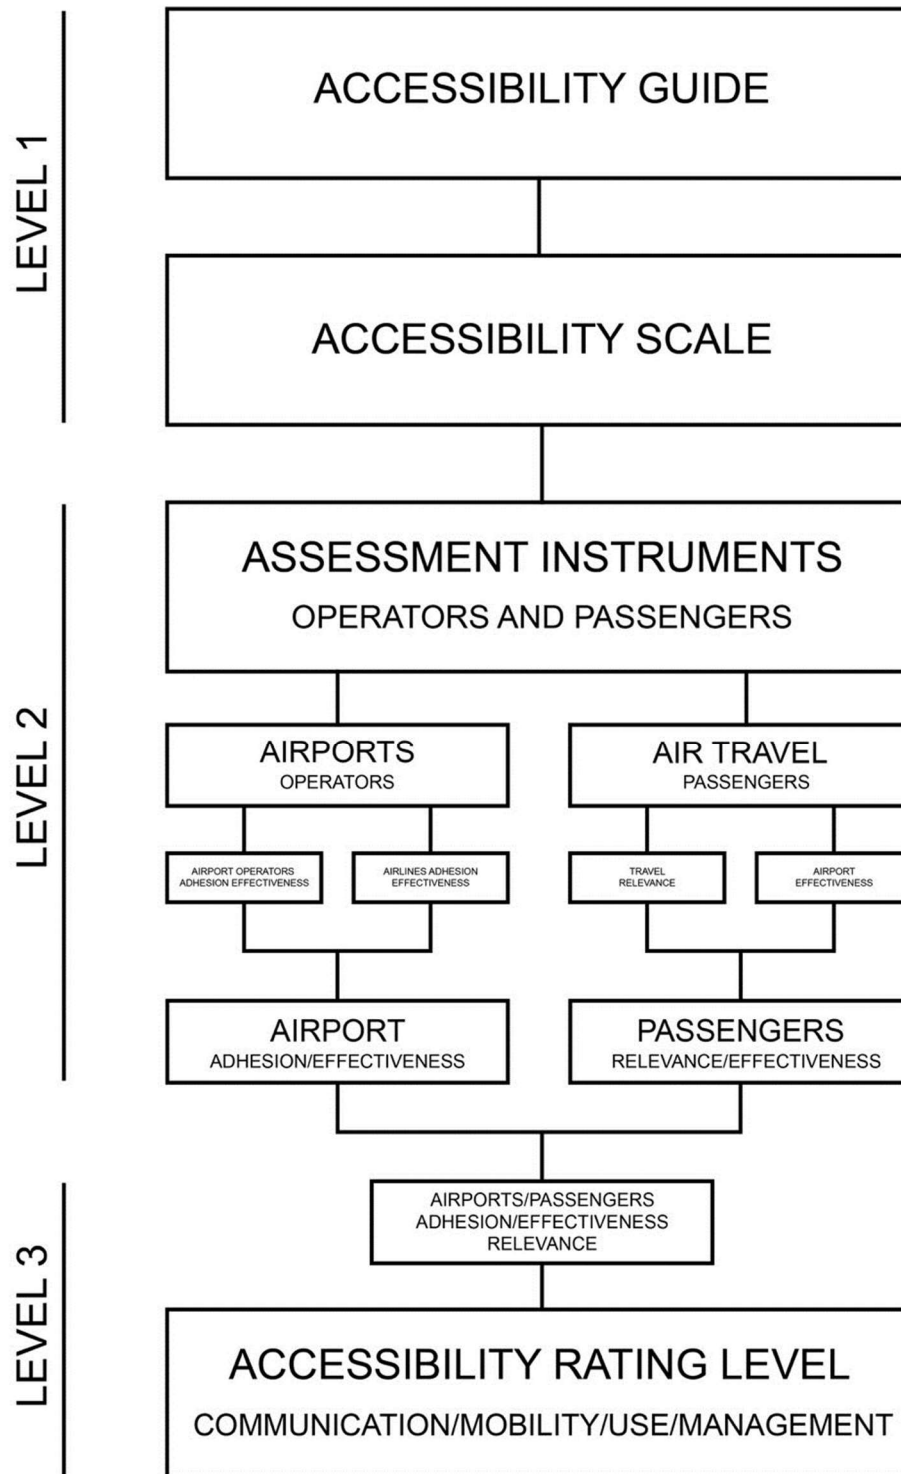 LEVEL 1
ACCESSIBILITY GUIDE
ACCESSIBILITY SCALE
LEVEL 2
ASSESSMENT INSTRUMENTS
OPERATORS AND PASSENGERS
AIRPORTS
OPERATORS
AIR TRAVEL
PASSENGERS
AIRPORT OPERATORS
ADHESION EFFECTIVENESS
AIRLINES ADHESION
EFFECTIVENESS
TRAVEL
RELEVANCE
AIRPORT
EFFECTIVENESS
AIRPORT
ADHESION/EFFECTIVENESS
PASSENGERS
RELEVANCE/EFFECTIVENESS
LEVEL 3
AIRPORTS/PASSENGERS
ADHESION/EFFECTIVENESS
RELEVANCE
ACCESSIBILITY RATING LEVEL
COMMUNICATION/MOBILITY/USE/MANAGEMENT